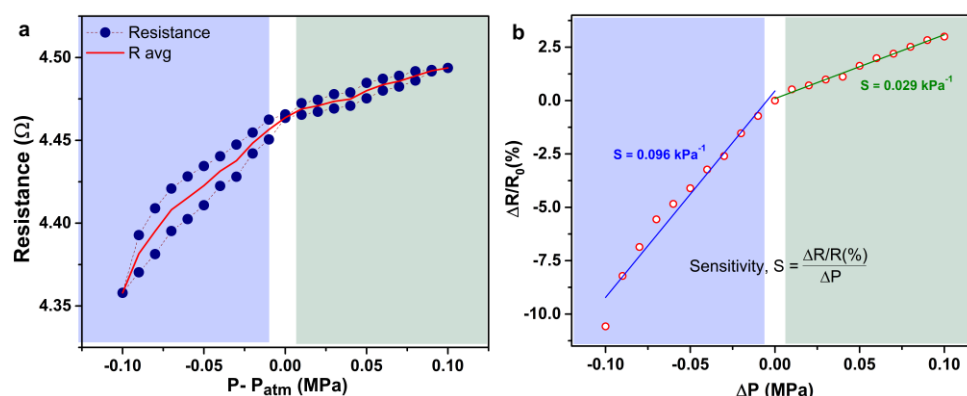 a
Resistance
R avg
4.50
4.45
4.40
4.35
Resistance (Ω)
-0.10
-0.05
0.00
0.05
0.10
P- Patm (MPa)
b
2.5
0.0
-2.5
-5.0
-7.5
-10.0
ΔR/R0(%)
S = 0.029 kPa-1
S = 0.096 kPa-1
Sensitivity, S = ΔR/R(%)
ΔP
-0.10
-0.05
0.00
0.05
0.10
ΔP (MPa)